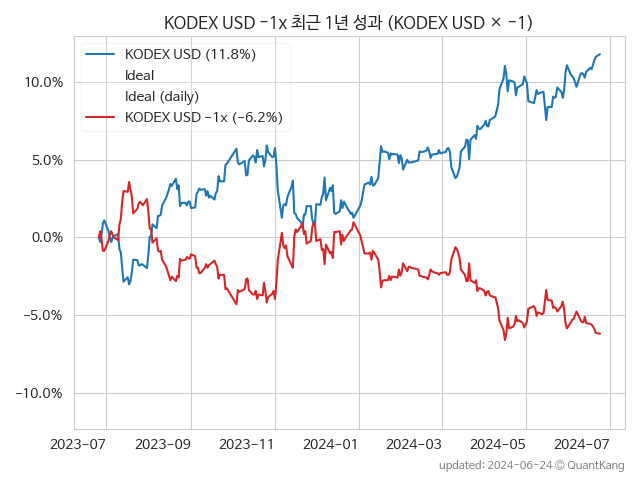 KODEX USD −1x 최근 1년 성과 (KODEX USD × −1)
KODEX USD (11.8%)
Ideal
Ideal (daily)
KODEX USD −1x (−6.2%)
10.0%
5.0%
0.0%
−5.0%
−10.0%
2023−07 2023−09 2023−11 2024−01 2024−03 2024−05 2024−07
updated: 2024−06−24 © QuantKang